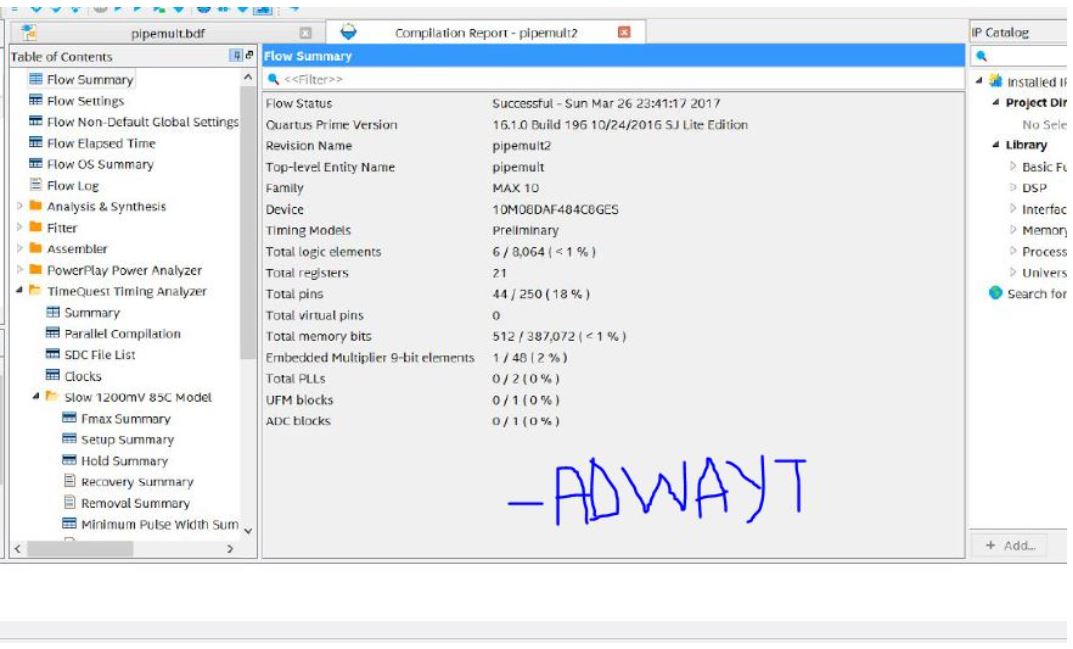 pipemult.bdf
Compilation Report - pipemult2
IP Catalog
Table of Contents
Flow Summary
Flow Settings
Flow Non-Default Global Settings
Flow Elapsed Time
Flow OS Summary
Flow Log
Analysis & Synthesis
Fitter
Assembler
PowerPlay Power Analyzer
TimeQuest Timing Analyzer
Summary
Parallel Compilation
SDC File List
Clocks
Slow 1200mV 85C Model
Fmax Summary
Setup Summary
Hold Summary
Recovery Summary
Removal Summary
Minimum Pulse Width Sum
Flow Summary
<<Filter>>
Flow Status Successful - Sun Mar 26 23:41:17 2017
Quartus Prime Version 16.1.0 Build 196 10/24/2016 SJ Lite Edition
Revision Name pipemult2
Top-level Entity Name pipemult
Family MAX 10
Device 10M08DAF484C8GES
Timing Models Preliminary
Total logic elements 6 / 8,064 ( < 1 % )
Total registers 21
Total pins 44 / 250 ( 18 % )
Total virtual pins 0
Total memory bits 512 / 387,072 ( < 1 % )
Embedded Multiplier 9-bit elements 1 / 48 ( 2 % )
Total PLLs 0 / 2 ( 0 % )
UFM blocks 0 / 1 ( 0 % )
ADC blocks 0 / 1 ( 0 % )
-ADWAYT
Installed IP
Project Dir
No Sele
Library
Basic Fu
DSP
Interfac
Memory
Process
Univers
Search for
+ Add...